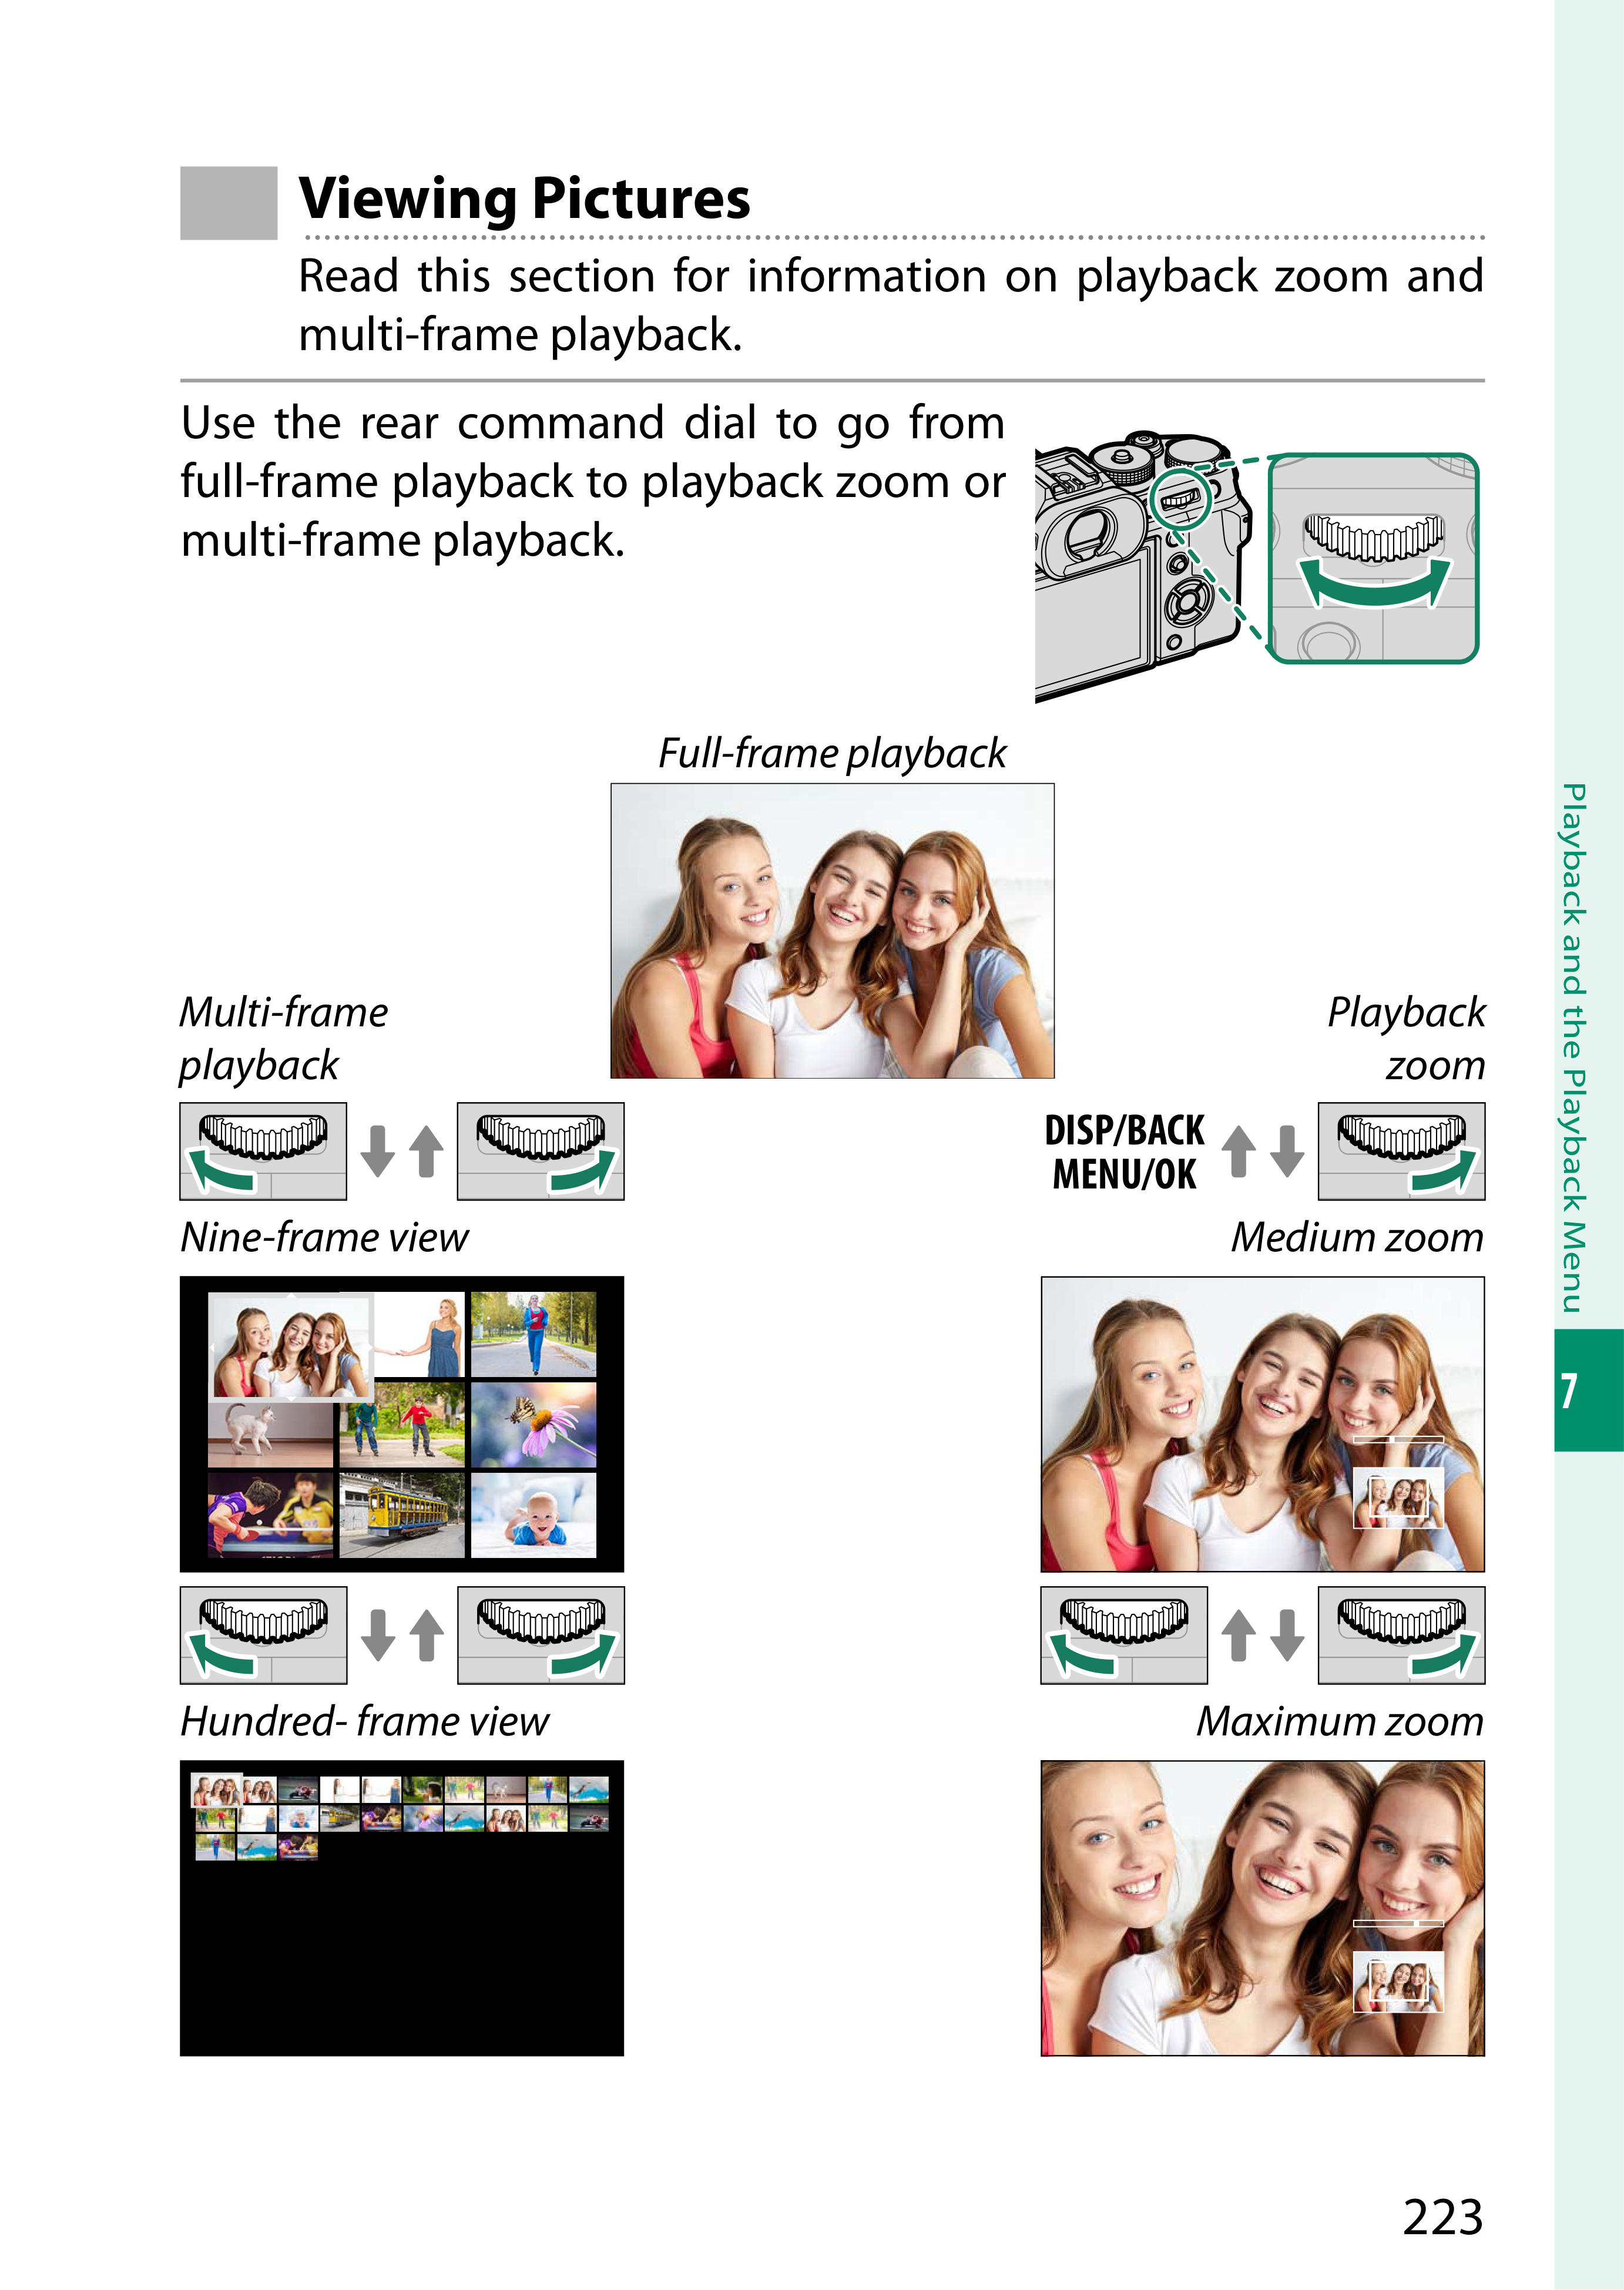 Viewing Pictures
Read this section for information on playback zoom and
multi-frame playback.
Use the rear command dial to go from
full-frame playback to playback zoom or
multi-frame playback.
Full-frame playback
Multi-frame
playback
Playback
zoom
DISP/BACK
MENU/OK
Nine-frame view
Medium zoom
Hundred- frame view
Maximum zoom
Playback and the Playback Menu
7
223